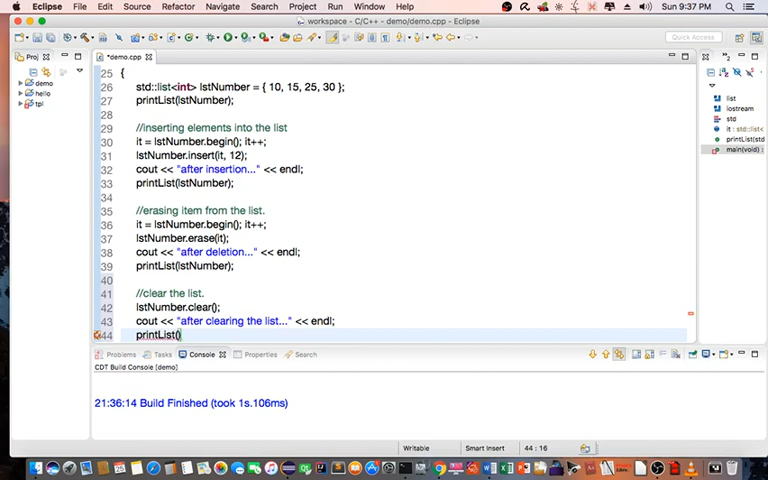 Eclipse File Edit Source Refactor Navigate Search Project Run Window Help Sun 9:37 PM
workspace - C/C++ - demo/demo.cpp - Eclipse
Quick Access
Proj
*demo.cpp
demo
hello
tpl
25 {
26 std::list<int> lstNumber = { 10, 15, 25, 30 };
27 printList(lstNumber);
28
29 //inserting elements into the list
30 it = lstNumber.begin(); it++;
31 lstNumber.insert(it, 12);
32 cout << "after insertion..." << endl;
33 printList(lstNumber);
34
35 //erasing item from the list.
36 it = lstNumber.begin(); it++;
37 lstNumber.erase(it);
38 cout << "after deletion..." << endl;
39 printList(lstNumber);
40
41 //clear the list.
42 lstNumber.clear();
43 cout << "after clearing the list..." << endl;
44 printList()
list
iostream
std
it : std::list<
printList(std
main(void) :
Problems Tasks Console Properties Search
CDT Build Console [demo]
21:36:14 Build Finished (took 1s.106ms)
Writable Smart Insert 44 : 16